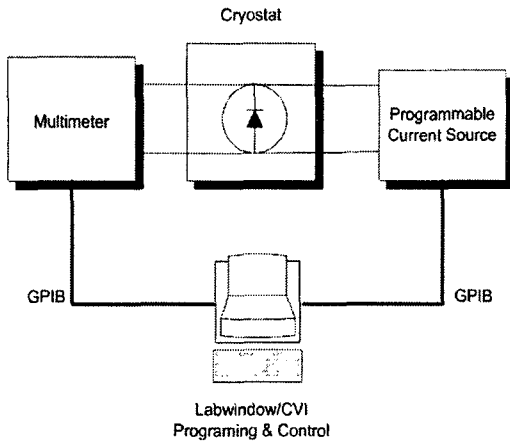 Cryostat
Multimeter
Programmable
Current Source
GPIB
GPIB
Labwindow/CVI
Programing & Control